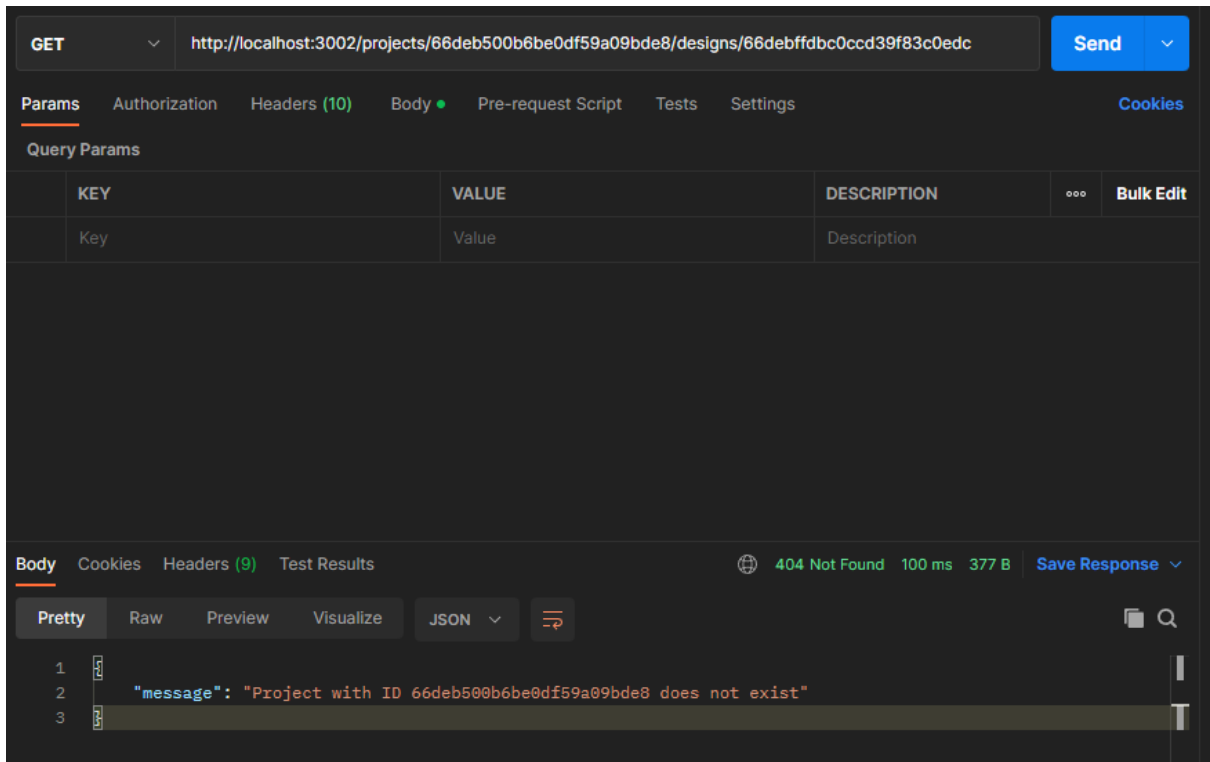 GET http://localhost:3002/projects/66deb500b6be0df59a09bde8/designs/66debffdbc0ccd39f83c0edc Send
Params Authorization Headers (10) Body Pre-request Script Tests Settings Cookies
Query Params
KEY VALUE DESCRIPTION ooo Bulk Edit
Key Value Description
Body Cookies Headers (9) Test Results 404 Not Found 100 ms 377 B Save Response
Pretty Raw Preview Visualize JSON
1 {
2 "message": "Project with ID 66deb500b6be0df59a09bde8 does not exist"
3 }